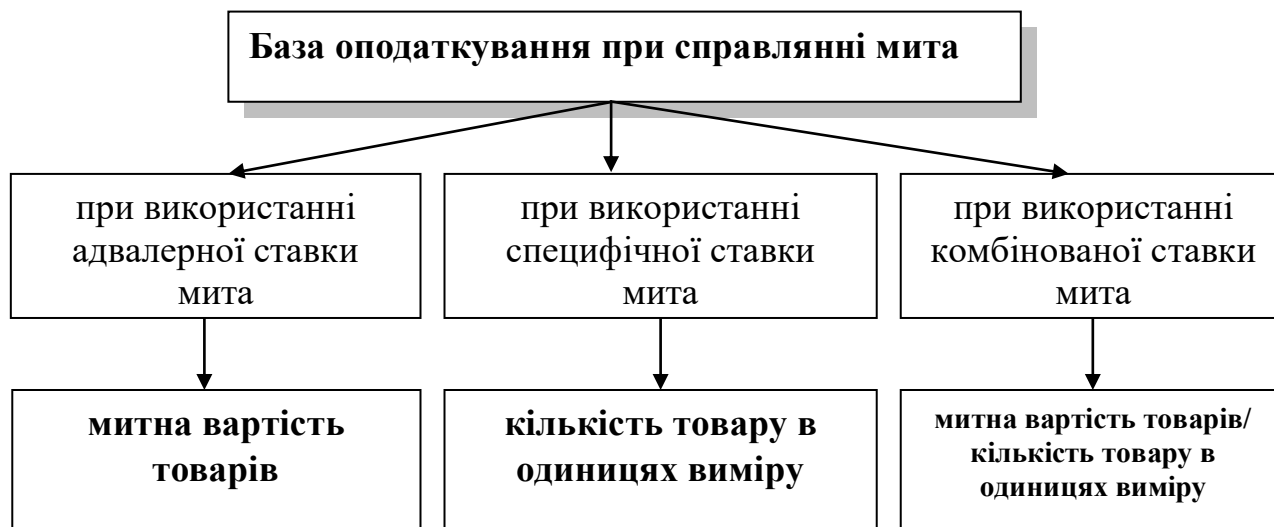 База оподаткування при справлянні мита
при використанні
адвалерної ставки
мита
при використанні
специфічної ставки
мита
при використанні
комбінованої ставки
мита
митна вартість
товарів
кількість товару в
одиницях виміру
митна вартість товарів/
кількість товару в
одиницях виміру